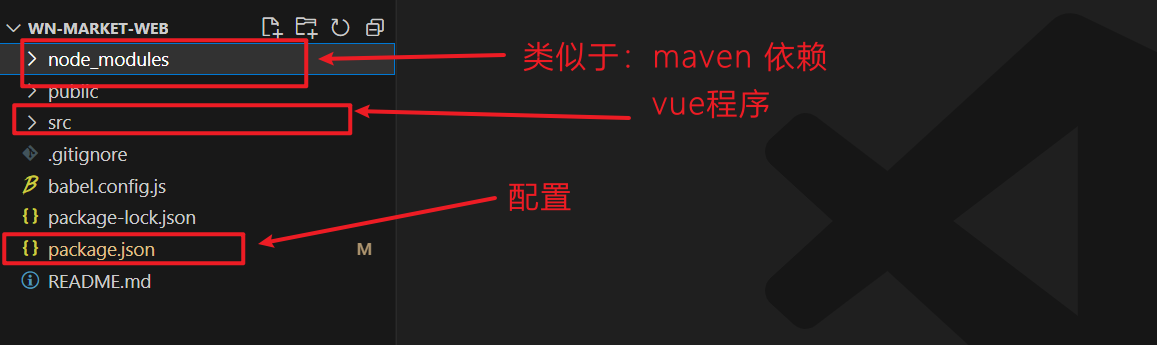 WN-MARKET-WEB
node_modules
类似于：maven 依赖
public
vue程序
src
.gitignore
babel.config.js
package-lock.json
配置
package.json M
README.md